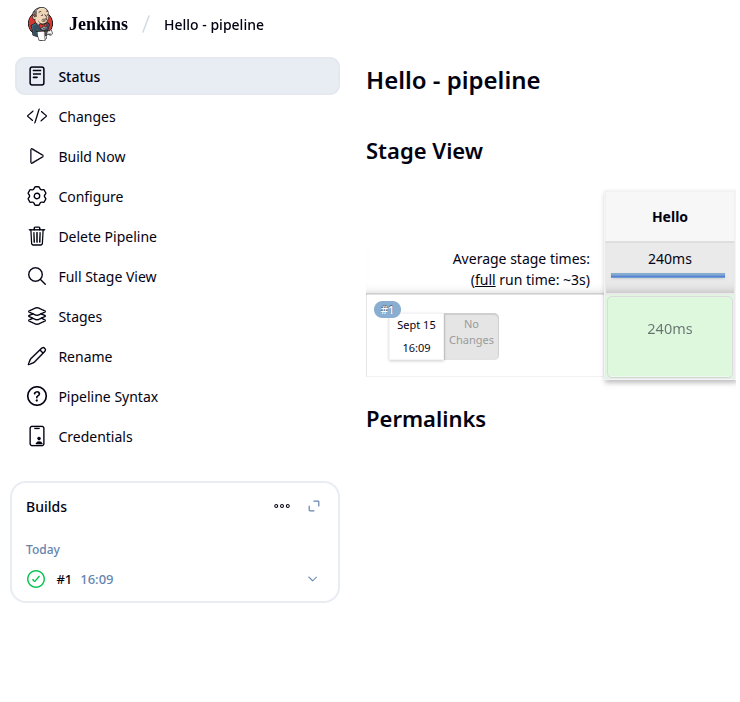 Jenkins / Hello - pipeline
Status
Changes
Build Now
Configure
Delete Pipeline
Full Stage View
Stages
Rename
Pipeline Syntax
Credentials
Builds
Today
#1 16:09
Hello - pipeline
Stage View
Hello
Average stage times:
(full run time: ~3s)
240ms
#1
Sept 15
16:09
No
Changes
240ms
Permalinks